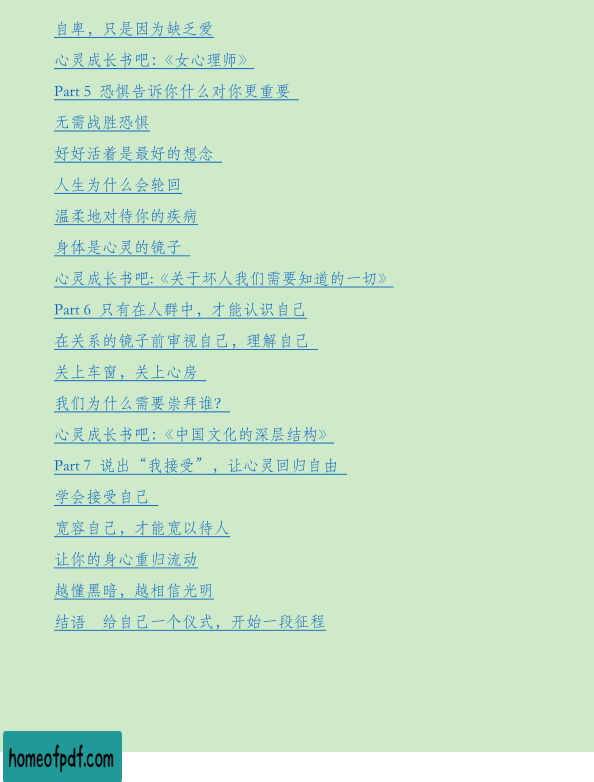 自卑，只是因为缺乏爱
心灵成长书吧：《女心理师》
Part 5 恐惧告诉你什么对你更重要
无需战胜恐惧
好好活着是最好的想念
人生为什么会轮回
温柔地对待你的疾病
身体是心灵的镜子
心灵成长书吧：《关于坏人我们需要知道的一切》
Part 6 只有在人群中，才能认识自己
在关系的镜子前审视自己，理解自己
关上车窗，关上心房
我们为什么需要崇拜谁？
心灵成长书吧：《中国文化的深层结构》
Part 7 说出“我接受”，让心灵回归自由
学会接受自己
宽容自己，才能宽以待人
让你的身心重归流动
越懂黑暗，越相信光明
结语　给自己一个仪式，开始一段征程
homeofpdf.com